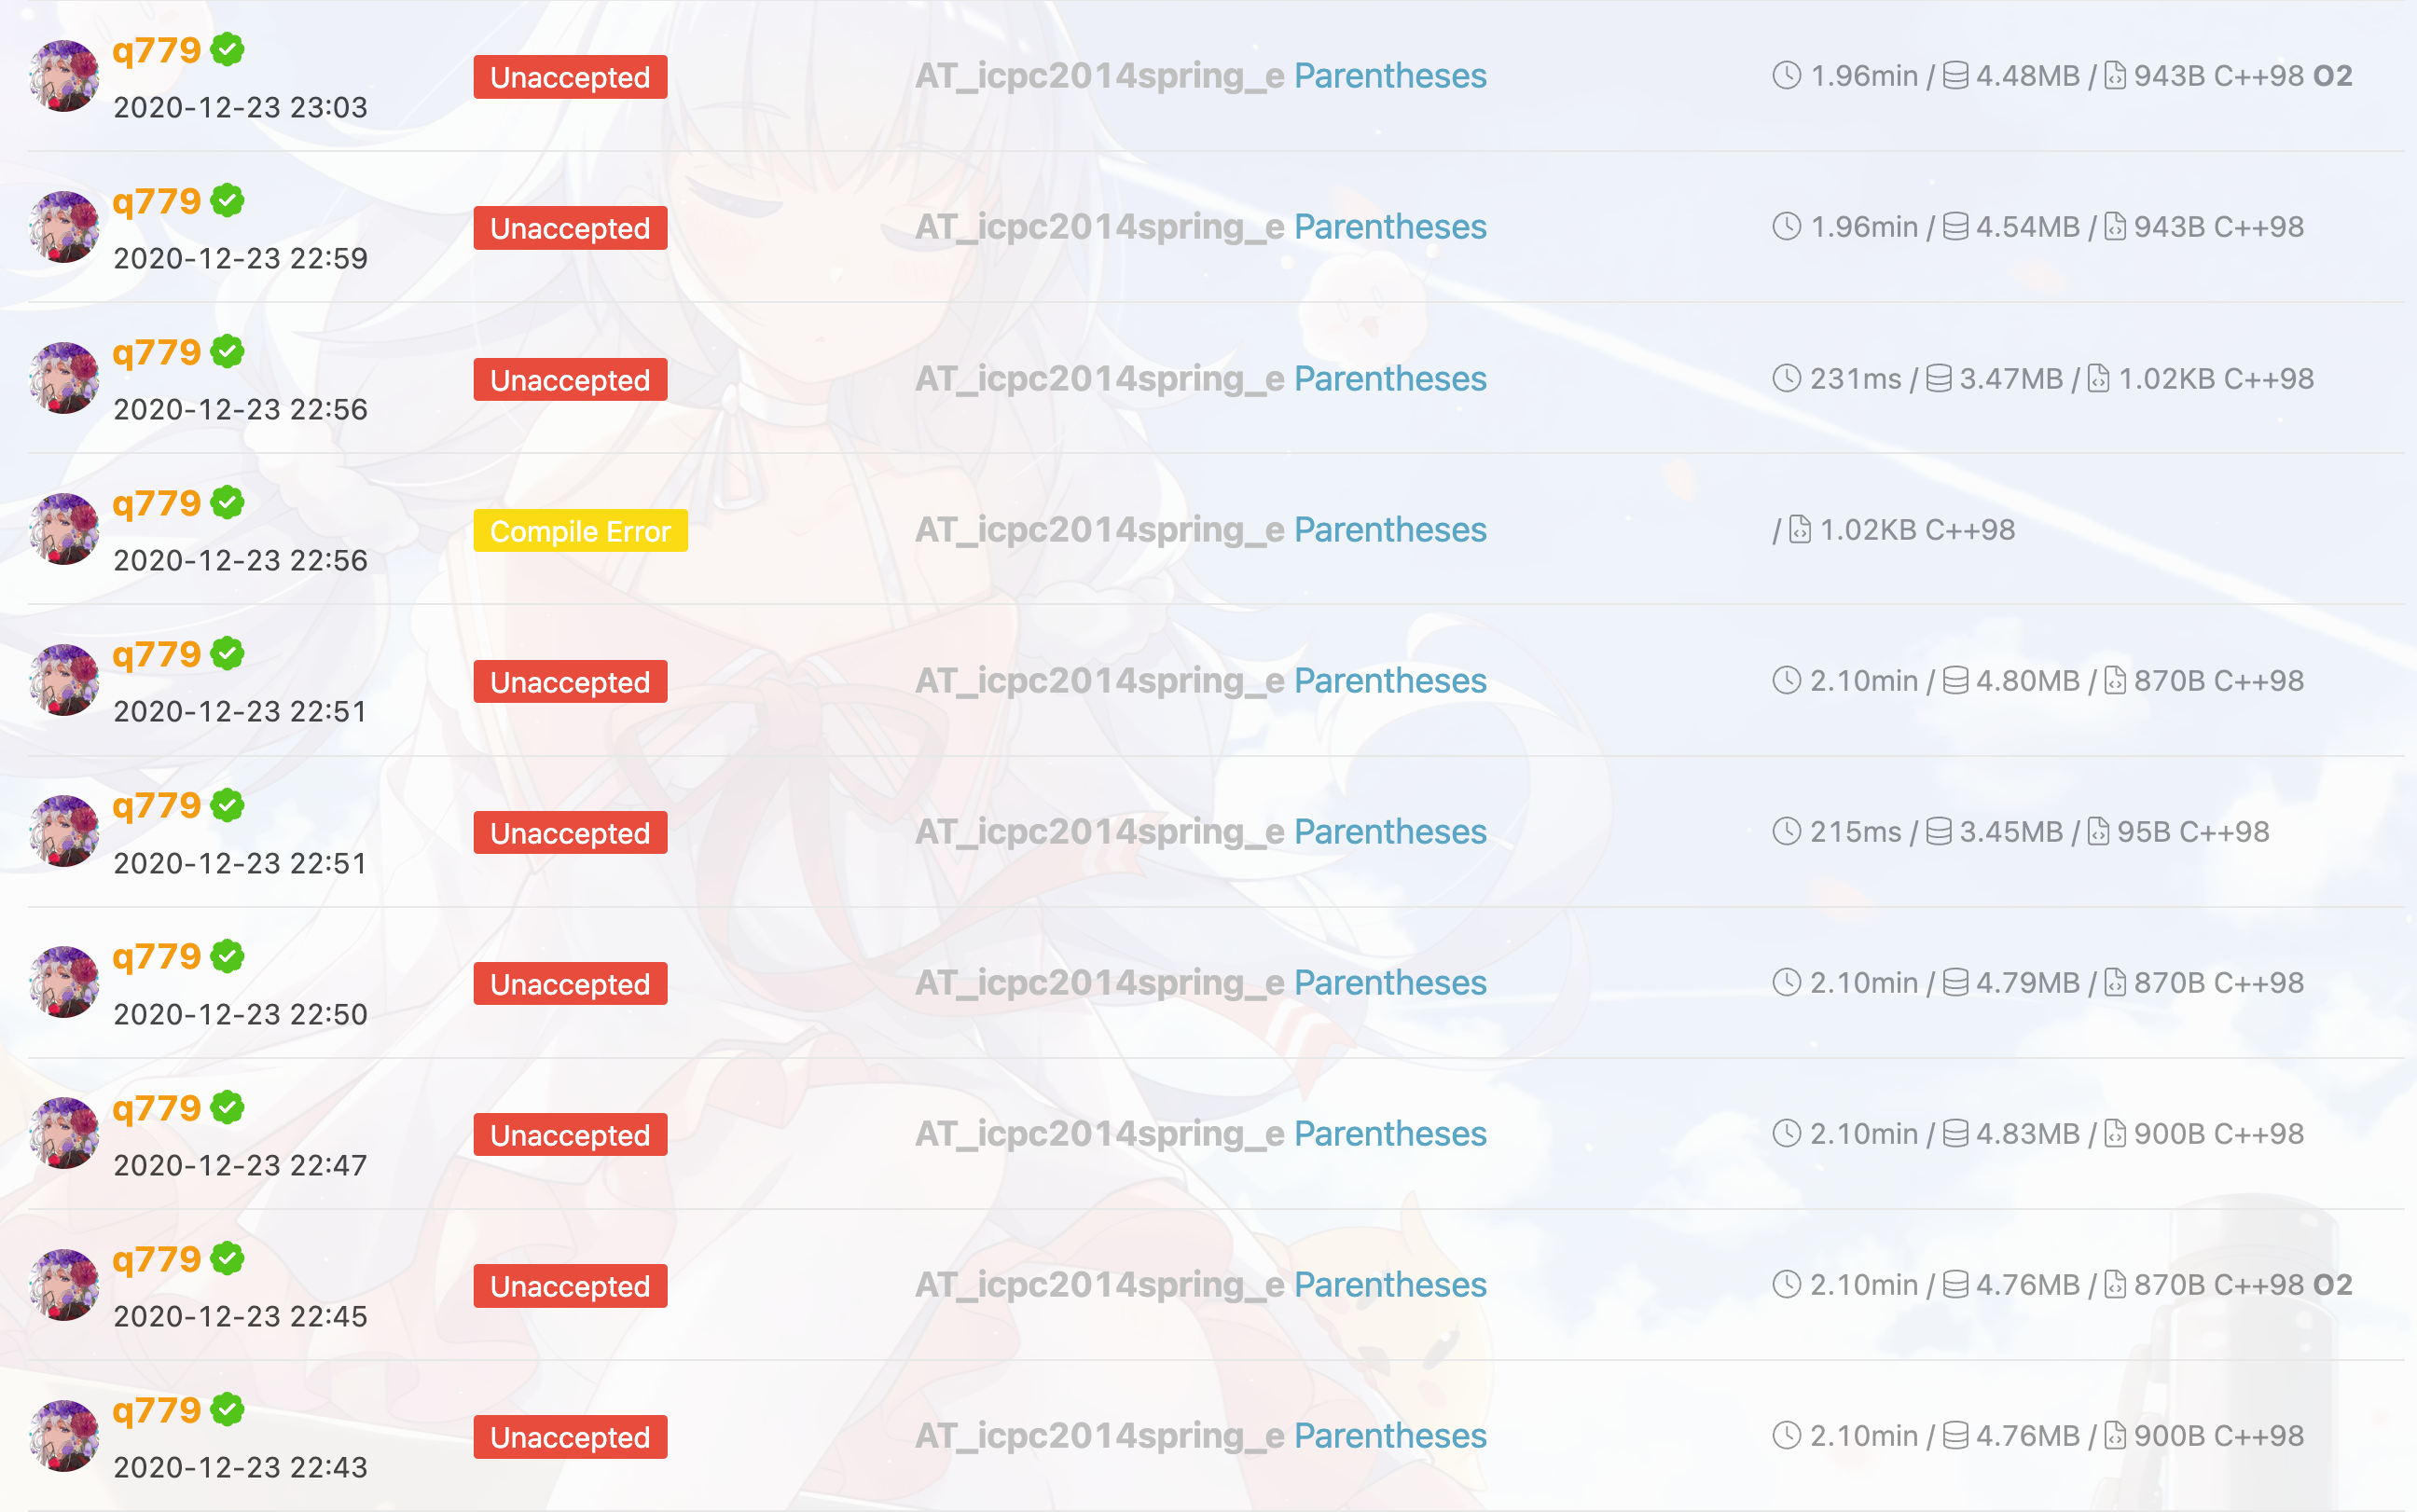 q779
2020-12-23 23:03
Unaccepted
AT_icpc2014spring_e Parentheses
1.96min / 4.48MB / 943B C++98 O2
q779
2020-12-23 22:59
Unaccepted
AT_icpc2014spring_e Parentheses
1.96min / 4.54MB / 943B C++98
q779
2020-12-23 22:56
Unaccepted
AT_icpc2014spring_e Parentheses
231ms / 3.47MB / 1.02KB C++98
q779
2020-12-23 22:56
Compile Error
AT_icpc2014spring_e Parentheses
/ 1.02KB C++98
q779
2020-12-23 22:51
Unaccepted
AT_icpc2014spring_e Parentheses
2.10min / 4.80MB / 870B C++98
q779
2020-12-23 22:51
Unaccepted
AT_icpc2014spring_e Parentheses
215ms / 3.45MB / 95B C++98
q779
2020-12-23 22:50
Unaccepted
AT_icpc2014spring_e Parentheses
2.10min / 4.79MB / 870B C++98
q779
2020-12-23 22:47
Unaccepted
AT_icpc2014spring_e Parentheses
2.10min / 4.83MB / 900B C++98
q779
2020-12-23 22:45
Unaccepted
AT_icpc2014spring_e Parentheses
2.10min / 4.76MB / 870B C++98 O2
q779
2020-12-23 22:43
Unaccepted
AT_icpc2014spring_e Parentheses
2.10min / 4.76MB / 900B C++98